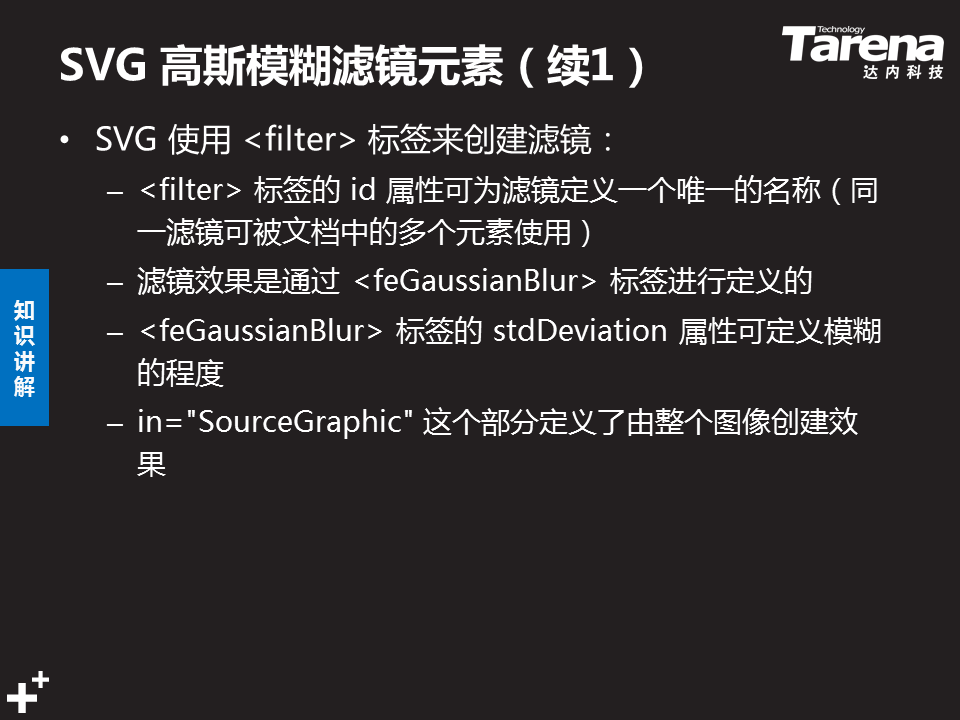 SVG 高斯模糊滤镜元素（续1）
Technology
Tarena
达内科技
• SVG 使用 <filter> 标签来创建滤镜：
– <filter> 标签的 id 属性可为滤镜定义一个唯一的名称（同
一滤镜可被文档中的多个元素使用）
– 滤镜效果是通过 <feGaussianBlur> 标签进行定义的
– <feGaussianBlur> 标签的 stdDeviation 属性可定义模糊
的程度
– in="SourceGraphic" 这个部分定义了由整个图像创建效
果
知
识
讲
解